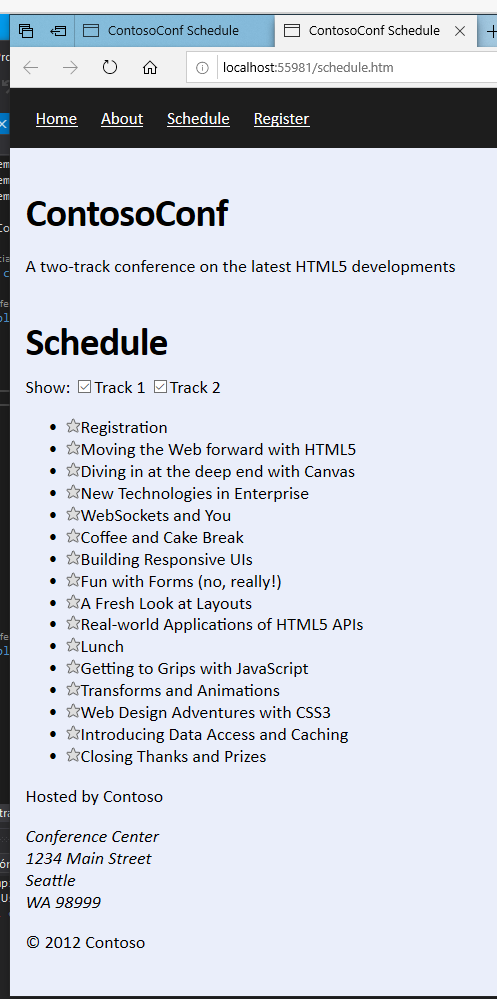 ContosoConf Schedule
ContosoConf Schedule
localhost:55981/schedule.htm
Home About Schedule Register
ContosoConf
A two-track conference on the latest HTML5 developments
Schedule
Show: Track 1 Track 2
Registration
Moving the Web forward with HTML5
Diving in at the deep end with Canvas
New Technologies in Enterprise
WebSockets and You
Coffee and Cake Break
Building Responsive UIs
Fun with Forms (no, really!)
A Fresh Look at Layouts
Real-world Applications of HTML5 APIs
Lunch
Getting to Grips with JavaScript
Transforms and Animations
Web Design Adventures with CSS3
Introducing Data Access and Caching
Closing Thanks and Prizes
Hosted by Contoso
Conference Center
1234 Main Street
Seattle
WA 98999
© 2012 Contoso